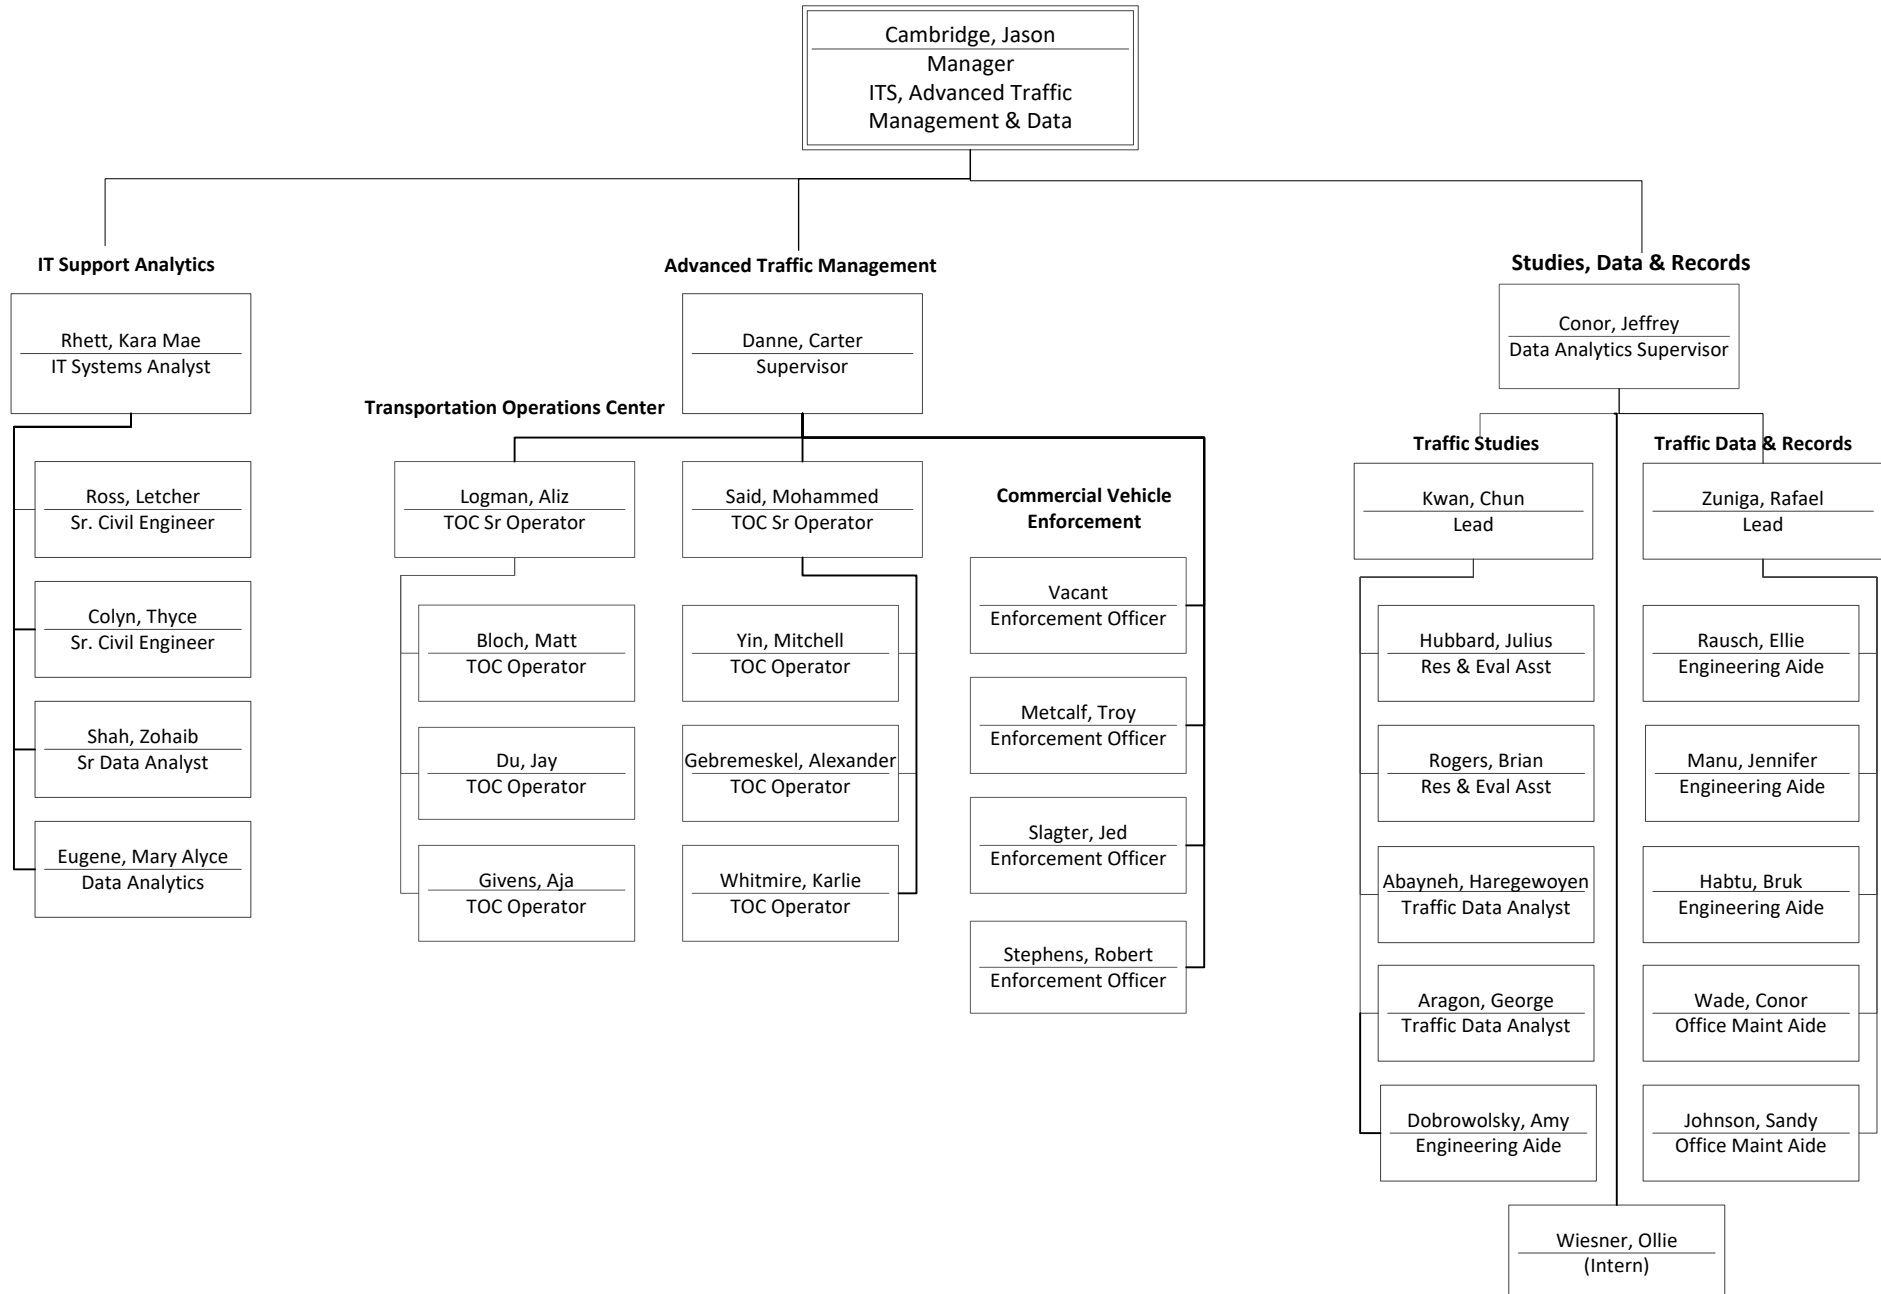 Cambridge, Jason
Manager
ITS, Advanced Traffic
Management & Data
IT Support Analytics
Rhett, Kara Mae
IT Systems Analyst
Ross, Letcher
Sr. Civil Engineer
Colyn, Thyce
Sr. Civil Engineer
Shah, Zohaib
Sr Data Analyst
Eugene, Mary Alyce
Data Analytics
Advanced Traffic Management
Danne, Carter
Supervisor
Transportation Operations Center
Logman, Aliz
TOC Sr Operator
Bloch, Matt
TOC Operator
Du, Jay
TOC Operator
Givens, Aja
TOC Operator
Said, Mohammed
TOC Sr Operator
Yin, Mitchell
TOC Operator
Gebremeskel, Alexander
TOC Operator
Whitmire, Karlie
TOC Operator
Commercial Vehicle
Enforcement
Vacant
Enforcement Officer
Metcalf, Troy
Enforcement Officer
Slagter, Jed
Enforcement Officer
Stephens, Robert
Enforcement Officer
Studies, Data & Records
Conor, Jeffrey
Data Analytics Supervisor
Traffic Studies
Kwan, Chun
Lead
Hubbard, Julius
Res & Eval Asst
Rogers, Brian
Res & Eval Asst
Abayneh, Haregewoyen
Traffic Data Analyst
Aragon, George
Traffic Data Analyst
Dobrowolsky, Amy
Engineering Aide
Traffic Data & Records
Zuniga, Rafael
Lead
Rausch, Ellie
Engineering Aide
Manu, Jennifer
Engineering Aide
Habtu, Bruk
Engineering Aide
Wade, Conor
Office Maint Aide
Johnson, Sandy
Office Maint Aide
Wiesner, Ollie
(Intern)